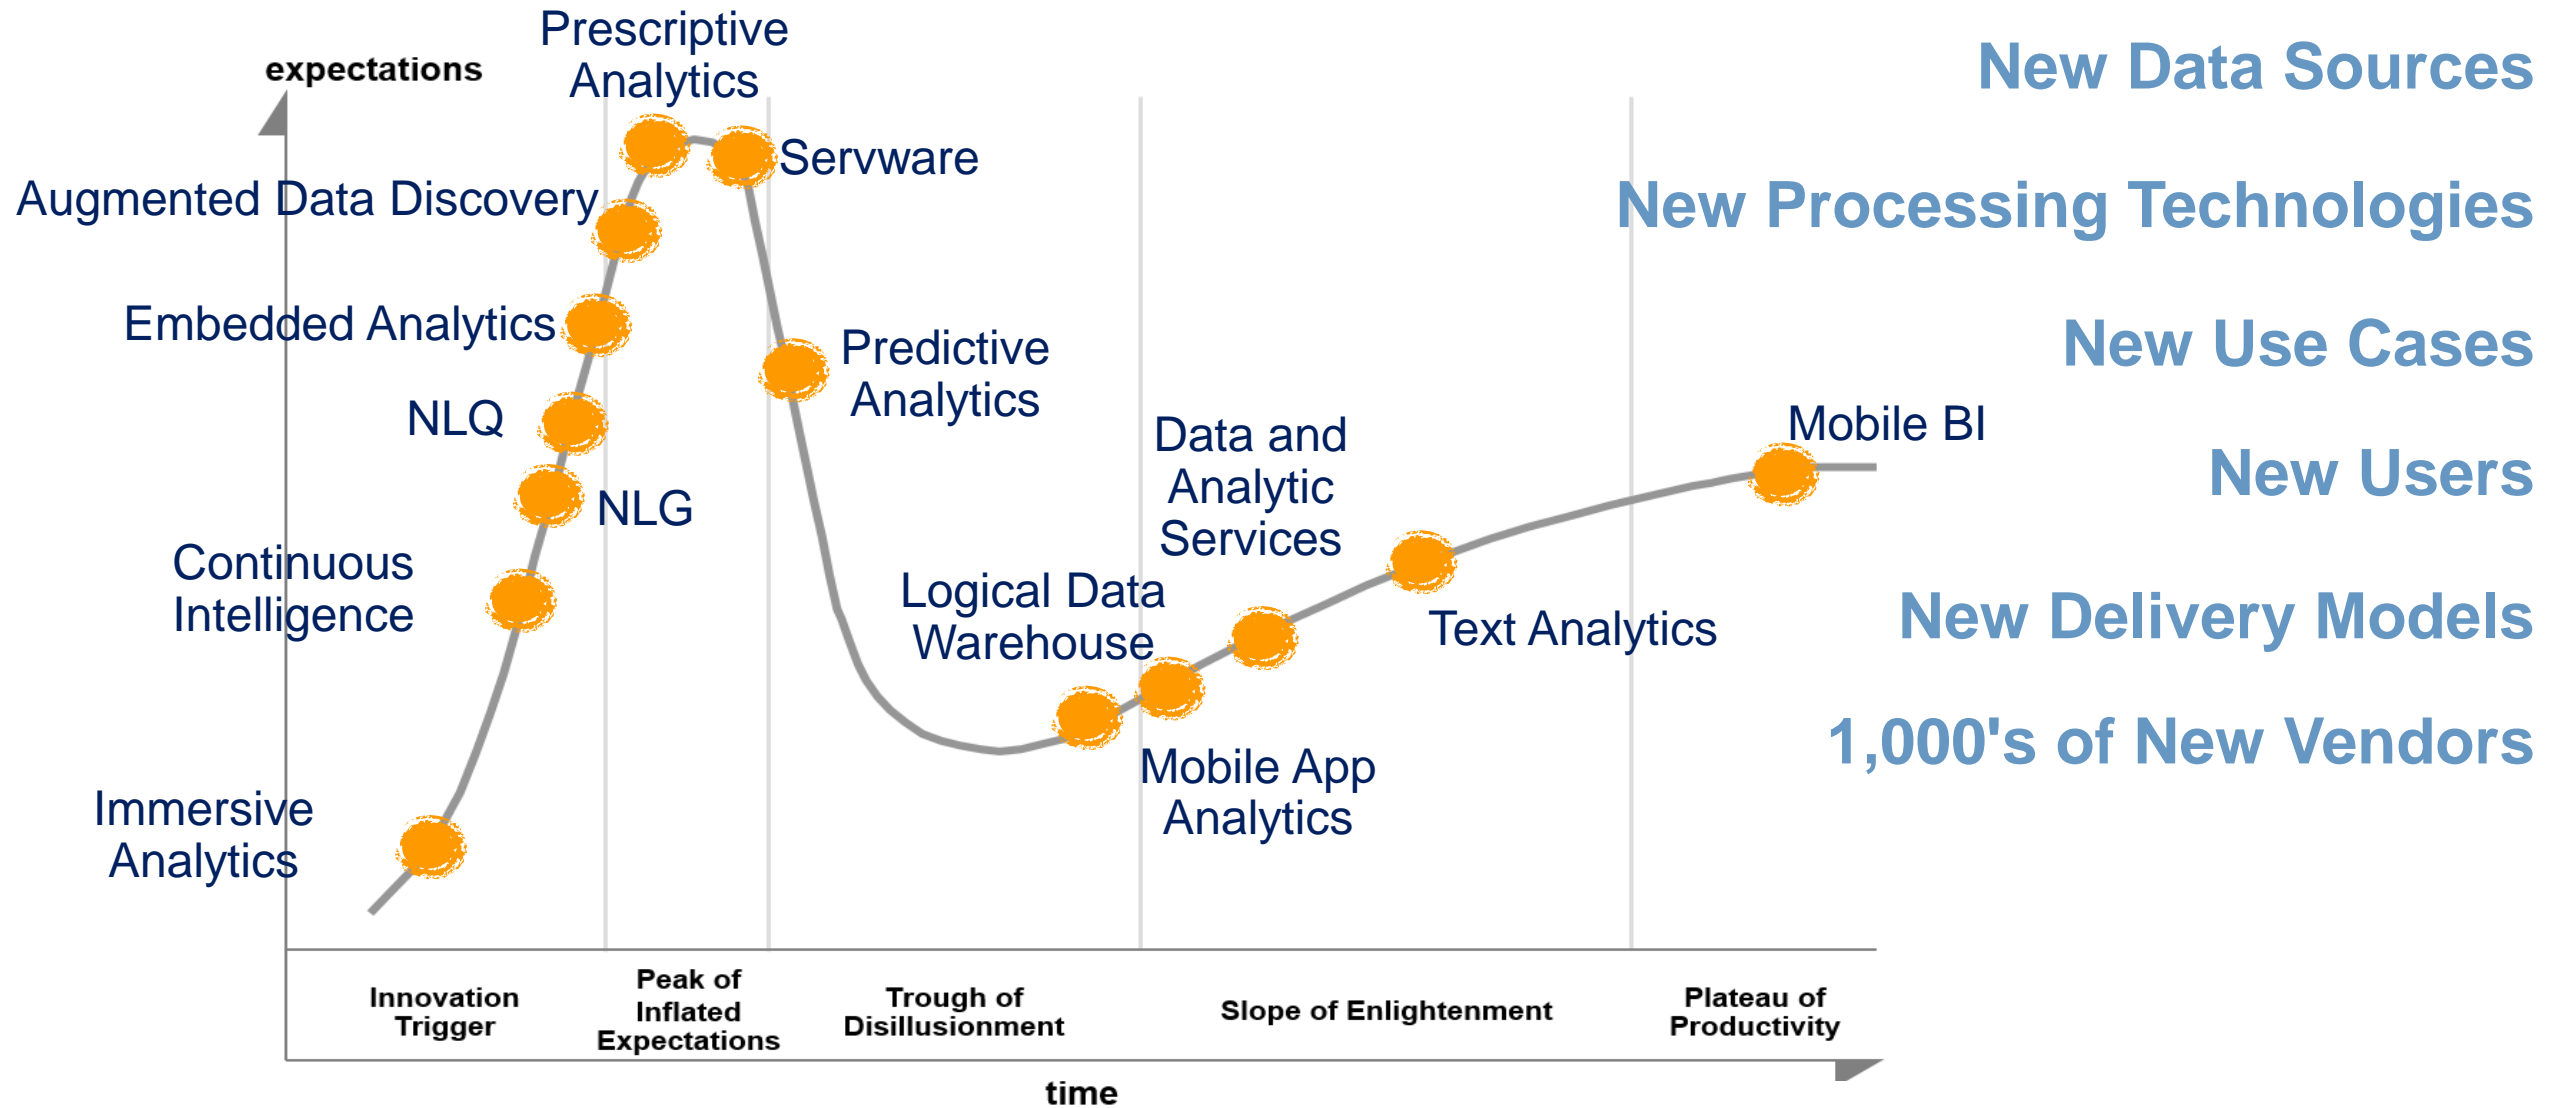 Prescriptive
Analytics
expectations
Servware
Augmented Data Discovery
Embedded Analytics
NLQ
NLG
Continuous
Intelligence
Immersive
Analytics
Predictive
Analytics
Logical Data
Warehouse
Data and
Analytic
Services
Mobile App
Analytics
Text Analytics
Mobile BI
New Data Sources
New Processing Technologies
New Use Cases
New Users
New Delivery Models
1,000's of New Vendors
Innovation
Trigger
Peak of
Inflated
Expectations
Trough of
Disillusionment
Slope of Enlightenment
Plateau of
Productivity
time